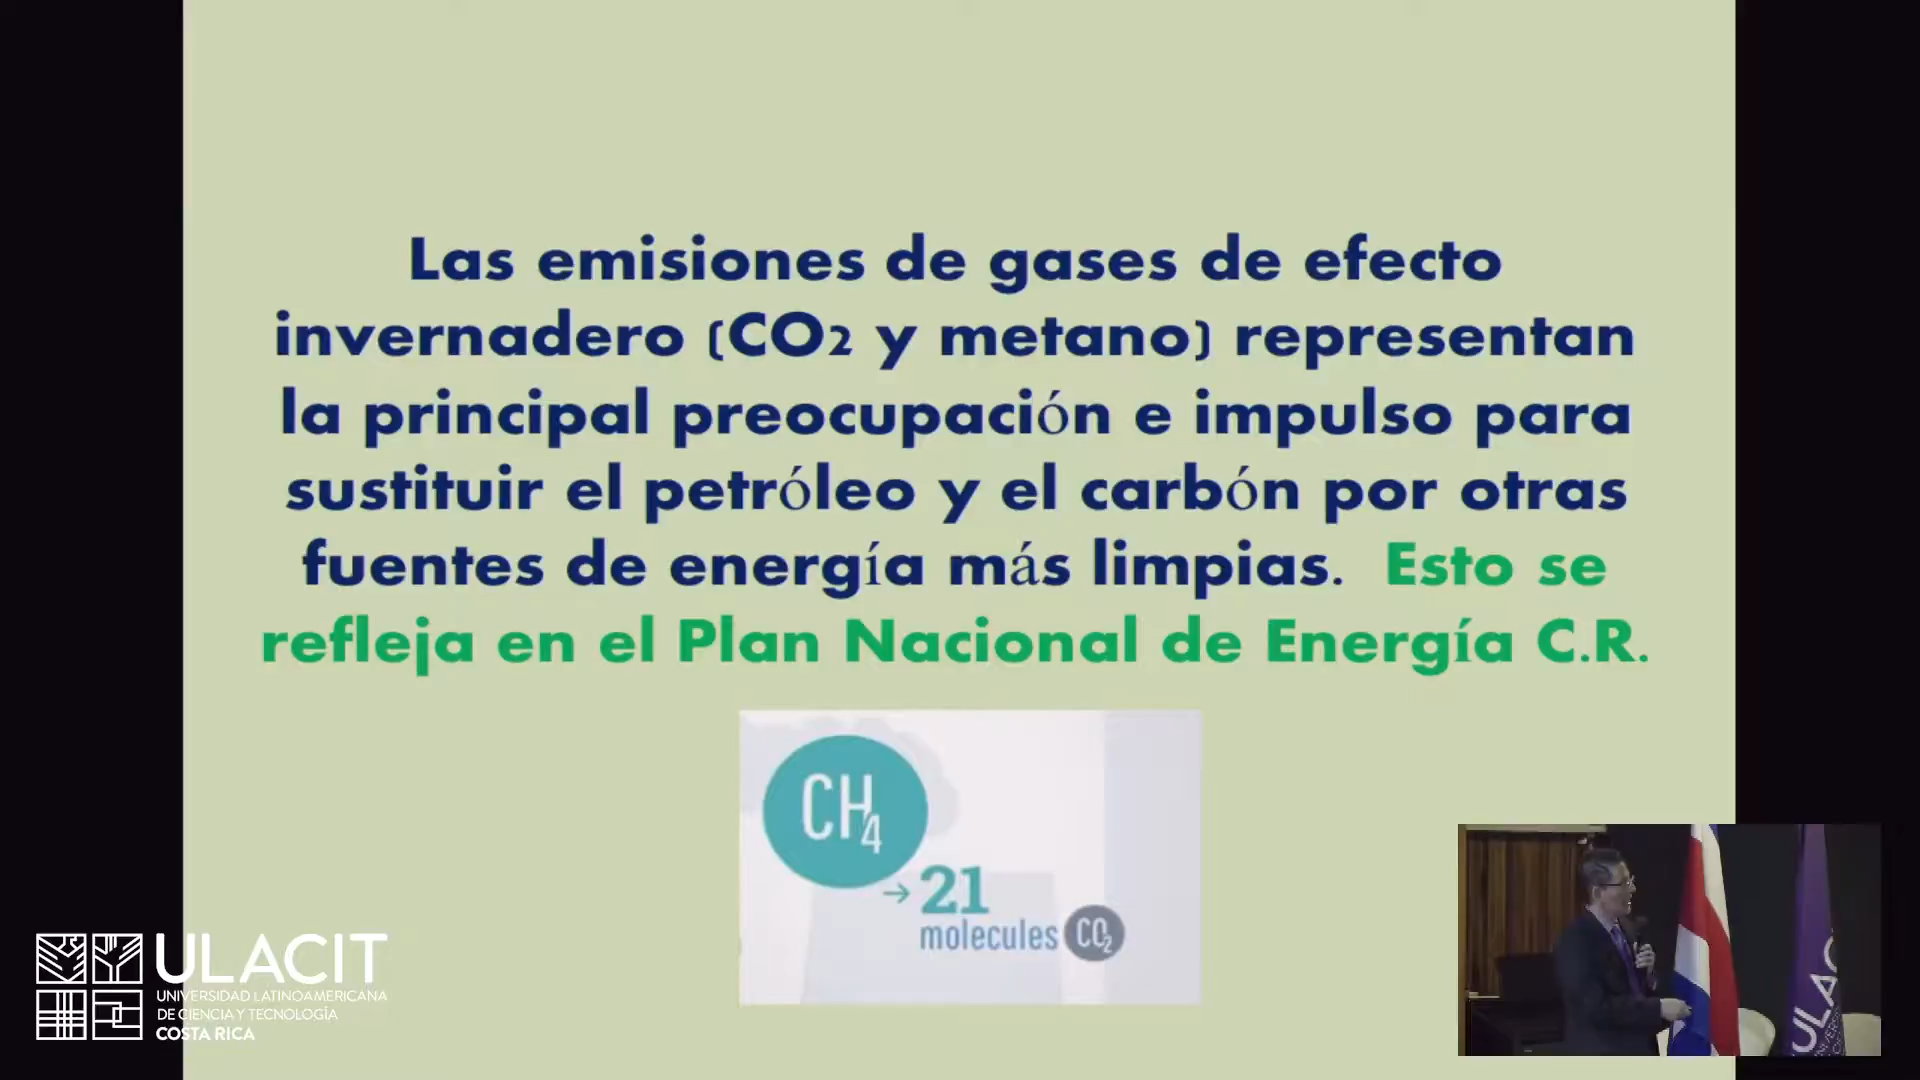 Las emisiones de gases de efecto
invernadero (CO2 y metano) representan
la principal preocupación e impulso para
sustituir el petróleo y el carbón por otras
fuentes de energía más limpias. Esto se
refleja en el Plan Nacional de Energía C.R.
CH4
→ 21
molecules CO2
ULACIT
UNIVERSIDAD LATINOAMERICANA
DE CIENCIA Y TECNOLOGÍA
COSTA RICA